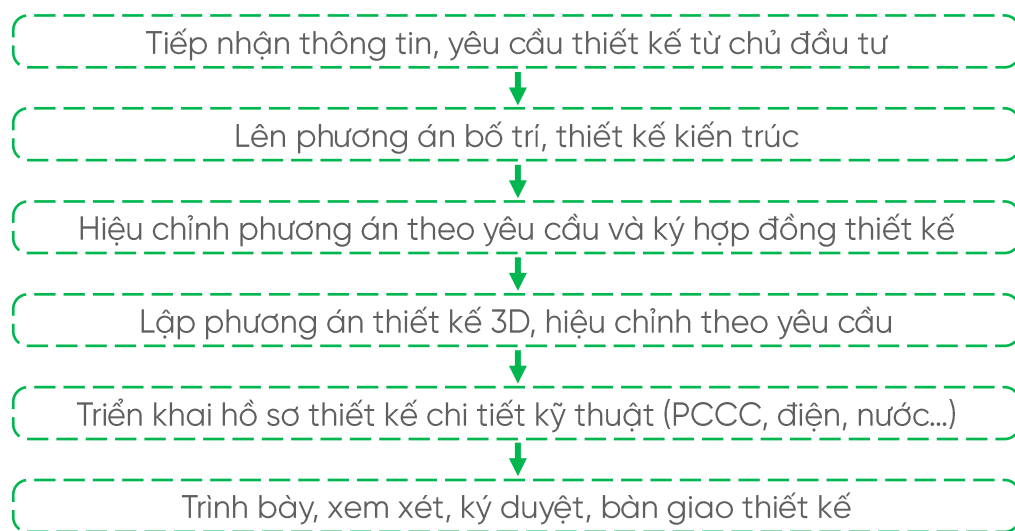 Tiếp nhận thông tin, yêu cầu thiết kế từ chủ đầu tư
Lên phương án bố trí, thiết kế kiến trúc
Hiệu chỉnh phương án theo yêu cầu và ký hợp đồng thiết kế
Lập phương án thiết kế 3D, hiệu chỉnh theo yêu cầu
Triển khai hồ sơ thiết kế chi tiết kỹ thuật (PCCC, điện, nước...)
Trình bày, xem xét, ký duyệt, bàn giao thiết kế